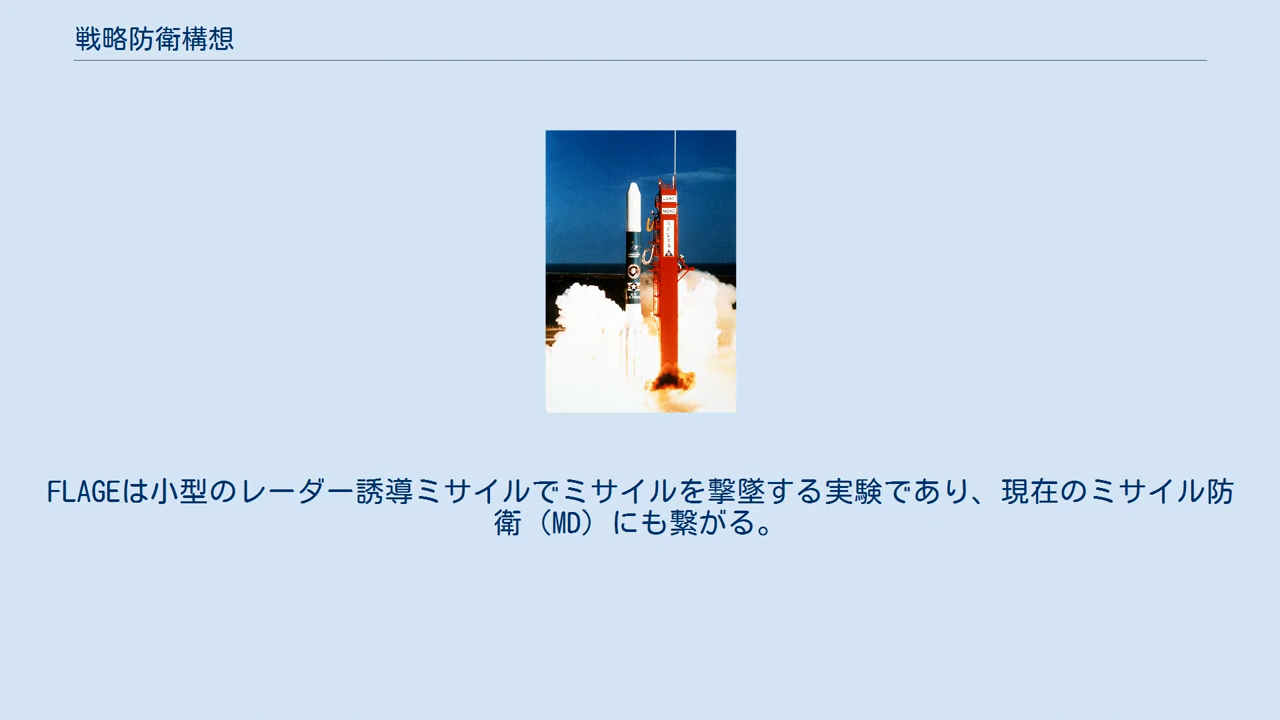 戦略防衛構想
DELTA
FLAGEは小型のレーダー誘導ミサイルでミサイルを撃墜する実験であり、現在のミサイル防
衛（MD）にも繋がる。